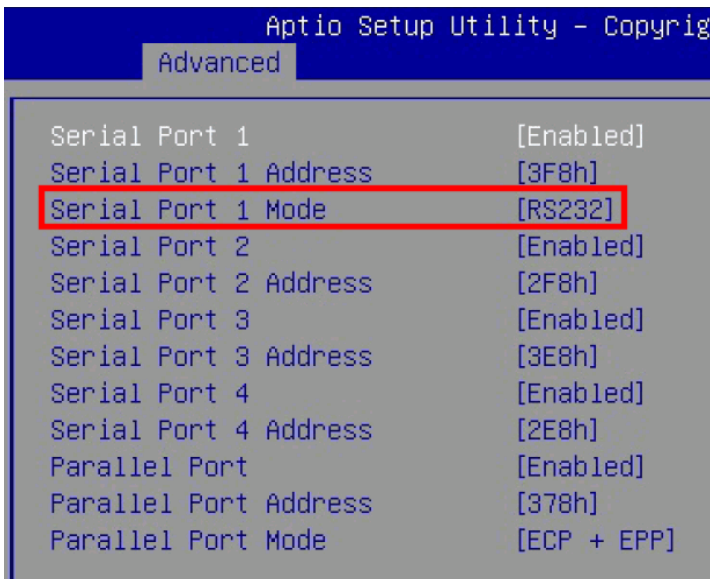 Aptio Setup Utility - Copyrig
Advanced
Serial Port 1 [Enabled]
Serial Port 1 Address [3F8h]
Serial Port 1 Mode [RS232]
Serial Port 2 [Enabled]
Serial Port 2 Address [2F8h]
Serial Port 3 [Enabled]
Serial Port 3 Address [3E8h]
Serial Port 4 [Enabled]
Serial Port 4 Address [2E8h]
Parallel Port [Enabled]
Parallel Port Address [378h]
Parallel Port Mode [ECP + EPP]